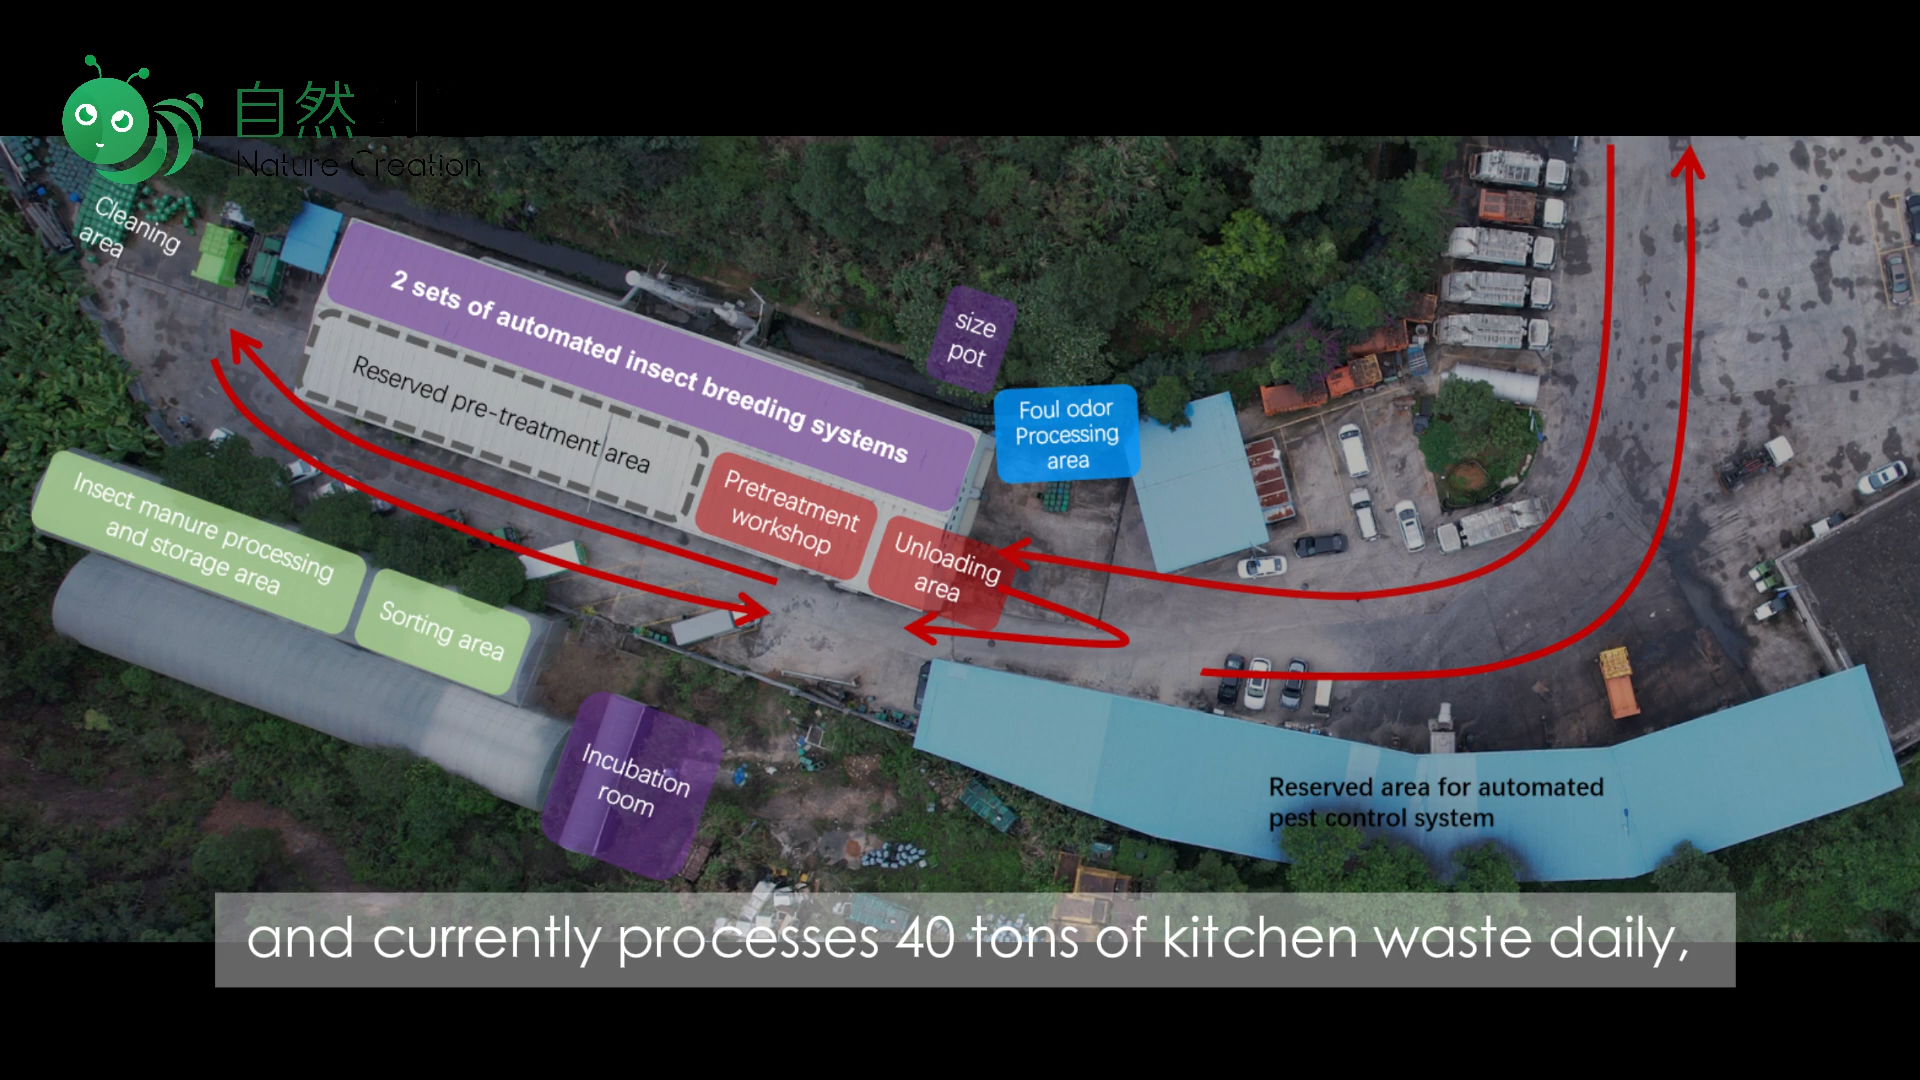 自然
Nature Creation
Cleaning
area
2 sets of automated insect breeding systems
Reserved pre-treatment area
size
pot
Foul odor
Processing
area
Pretreatment
workshop
Unloading
area
Insect manure processing
and storage area
Sorting area
Incubation
room
Reserved area for automated
pest control system
and currently processes 40 tons of kitchen waste daily,